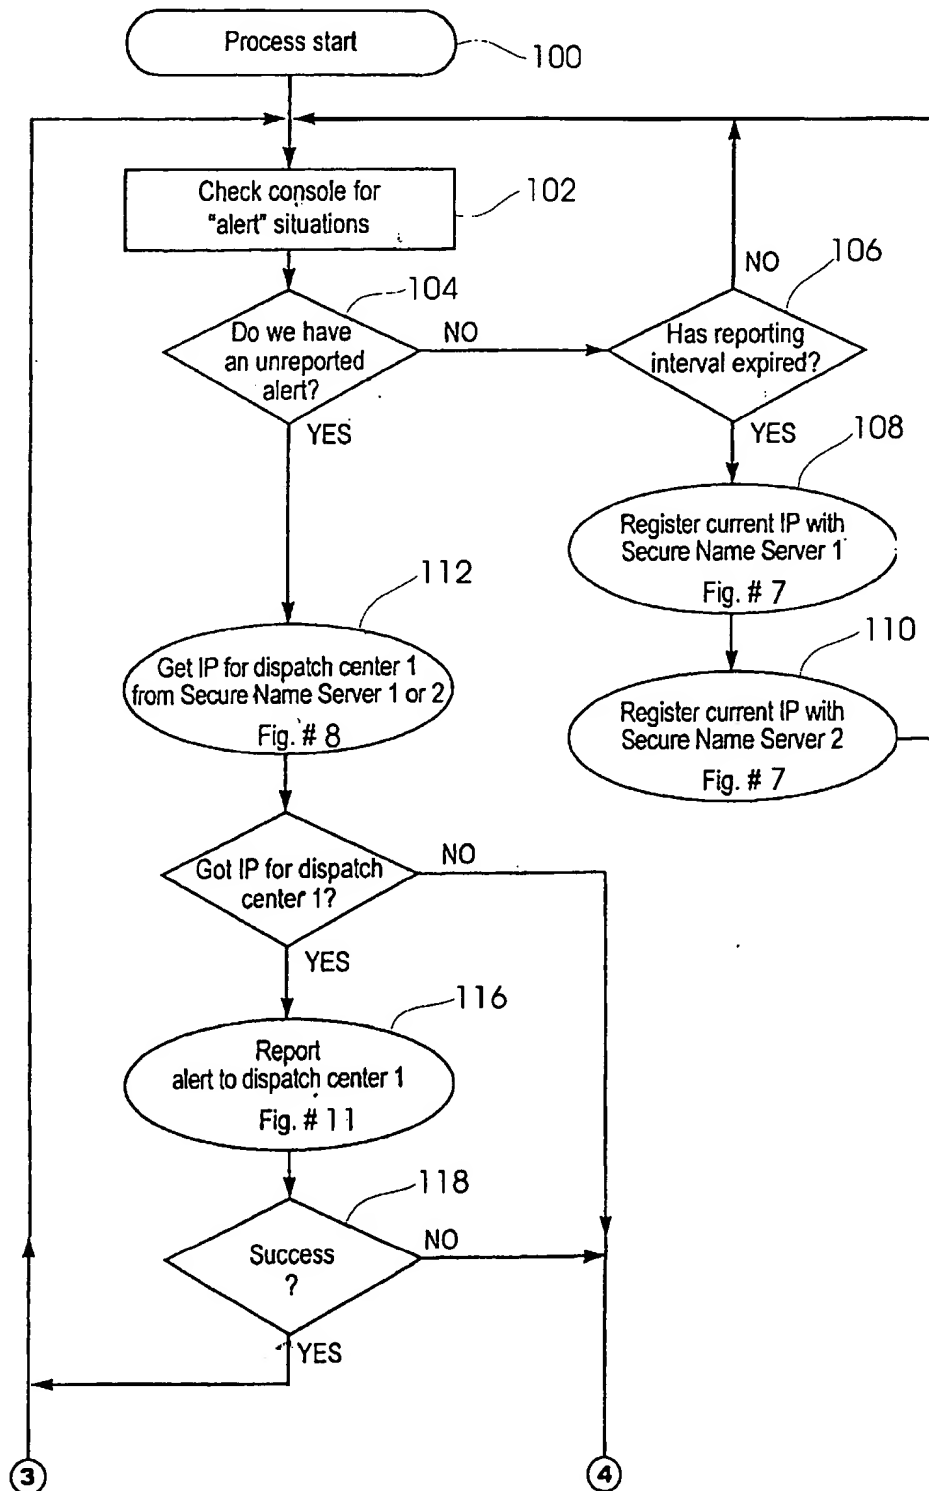 Process start
100
Check console for
"alert" situations
102
104
Do we have
an unreported
alert?
NO
YES
106
Has reporting
interval expired?
NO
YES
108
Register current IP with
Secure Name Server 1
Fig. # 7
110
Register current IP with
Secure Name Server 2
Fig. # 7
112
Get IP for dispatch center 1
from Secure Name Server 1 or 2
Fig. # 8
Got IP for dispatch
center 1?
NO
YES
116
Report
alert to dispatch center 1
Fig. # 11
118
Success
?
NO
YES
3
4